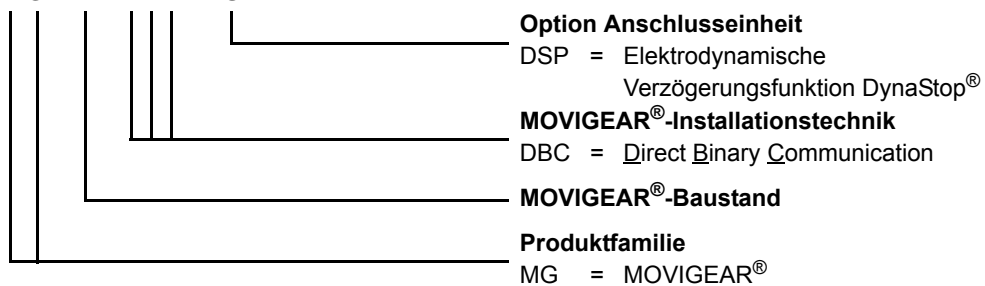 Option Anschlusseinheit
DSP = Elektrodynamische
Verzögerungsfunktion DynaStop®
MOVIGEAR®-Installationstechnik
DBC = Direct Binary Communication
MOVIGEAR®-Baustand
Produktfamilie
MG = MOVIGEAR®